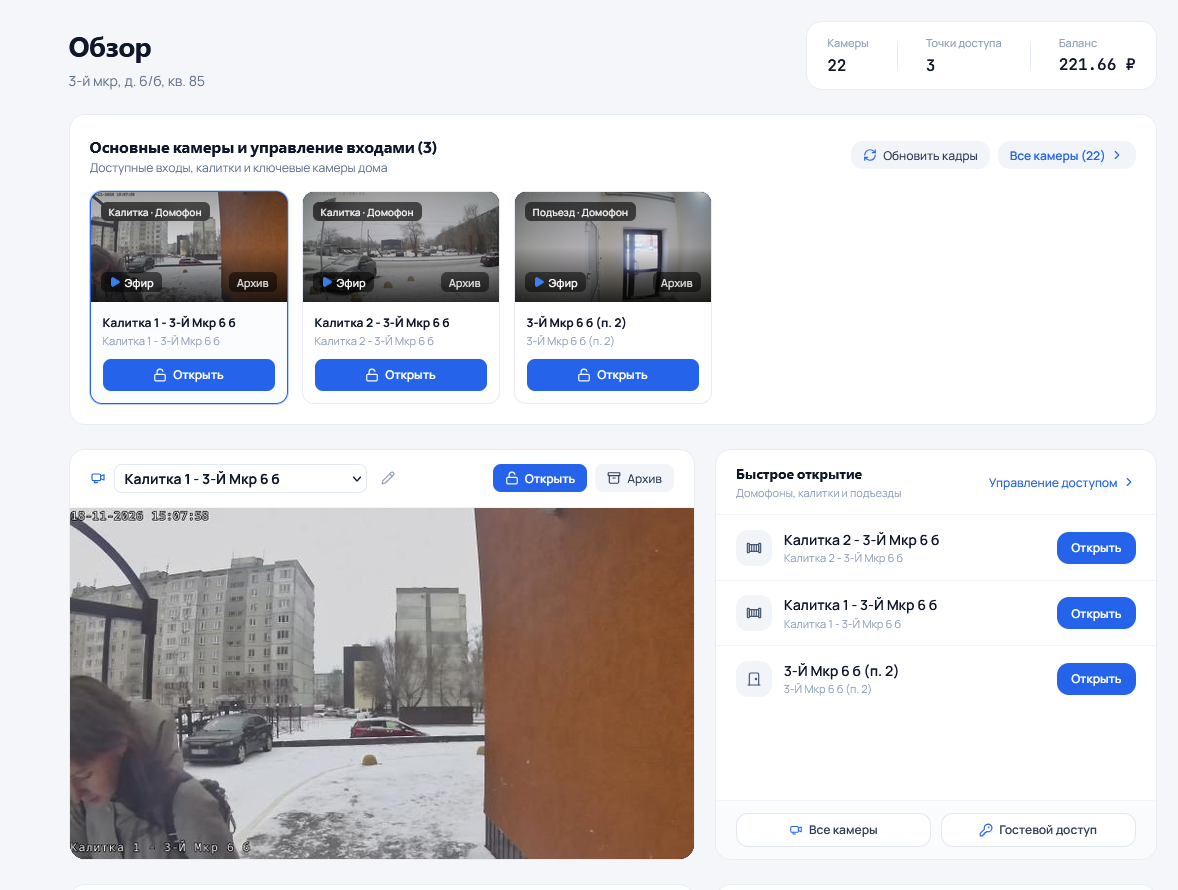 Обзор
3-й мкр, д. 6/б, кв. 85
Камеры
22
Точки доступа
3
Баланс
221.66 ₽
Основные камеры и управление входами (3)
Доступные входы, калитки и ключевые камеры дома
Обновить кадры
Все камеры (22)
Калитка · Домофон
Эфир
Архив
Калитка 1 - 3-Й Мкр 6 б
Калитка 1 - 3-Й Мкр 6 б
Открыть
Калитка · Домофон
Эфир
Архив
Калитка 2 - 3-Й Мкр 6 б
Калитка 2 - 3-Й Мкр 6 б
Открыть
Подъезд · Домофон
Эфир
Архив
3-Й Мкр 6 б (п. 2)
3-Й Мкр 6 б (п. 2)
Открыть
Калитка 1 - 3-Й Мкр 6 б
Открыть
Архив
15:07:58
Калитка 1 - 3-Й Мкр 6 б
Быстрое открытие
Домофоны, калитки и подъезды
Управление доступом
Калитка 2 - 3-Й Мкр 6 б
Калитка 2 - 3-Й Мкр 6 б
Открыть
Калитка 1 - 3-Й Мкр 6 б
Калитка 1 - 3-Й Мкр 6 б
Открыть
3-Й Мкр 6 б (п. 2)
3-Й Мкр 6 б (п. 2)
Открыть
Все камеры
Гостевой доступ